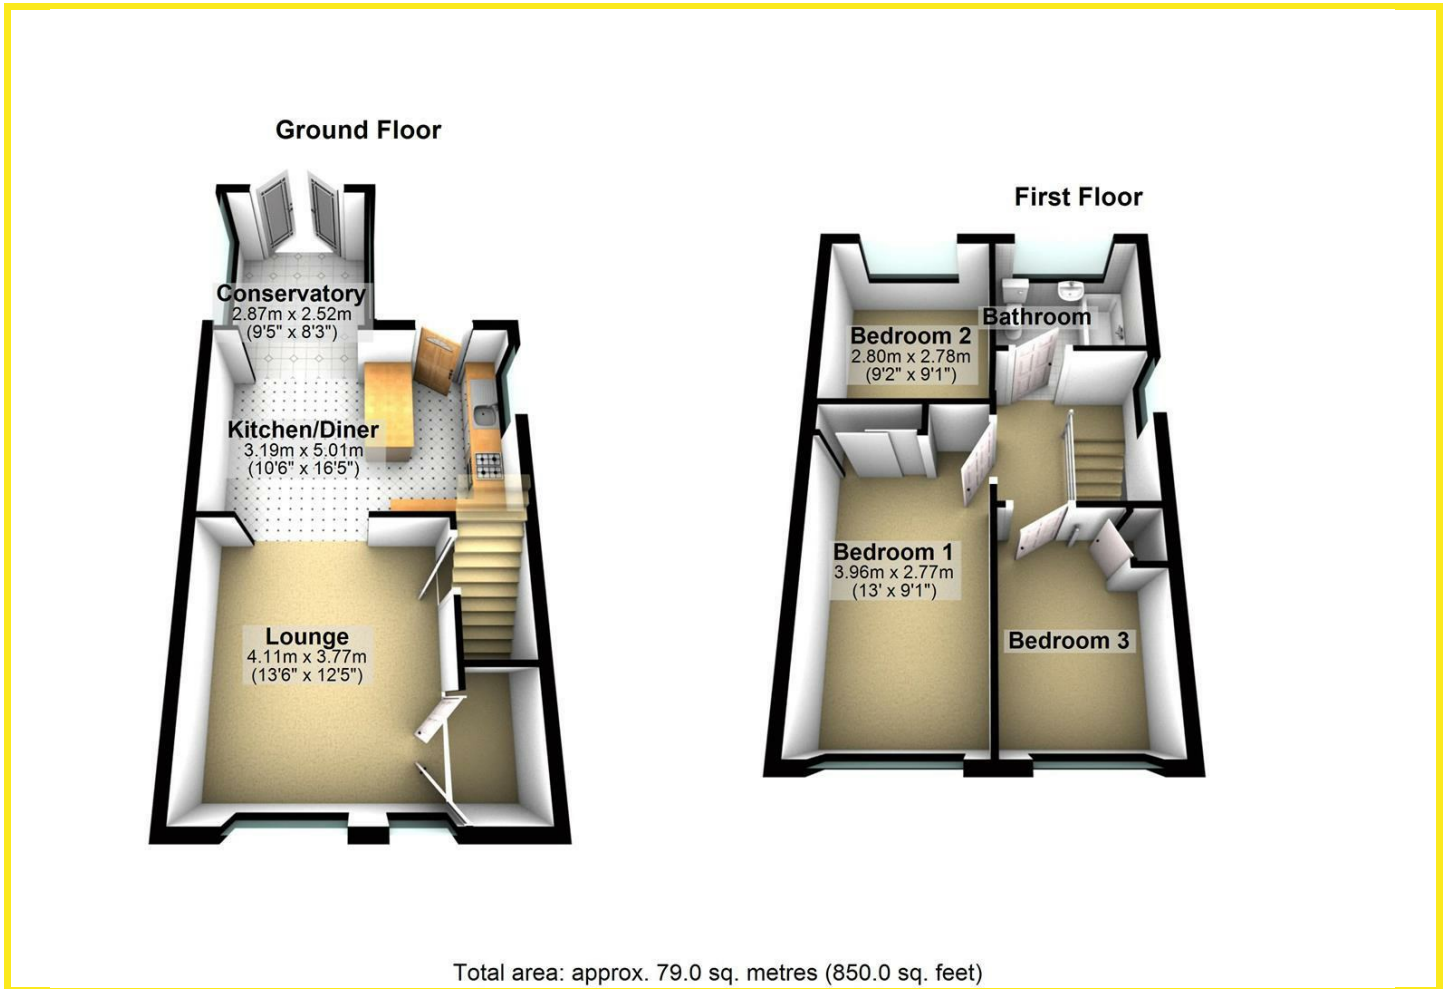 Ground Floor
Conservatory
2.87m x 2.52m
(9'5" x 8'3")
Kitchen/Diner
3.19m x 5.01m
(10'6" x 16'5")
Lounge
4.11m x 3.77m
(13'6" x 12'5")
First Floor
Bedroom 2
2.80m x 2.78m
(9'2" x 9'1")
Bathroom
Bedroom 1
3.96m x 2.77m
(13' x 9'1")
Bedroom 3
Total area: approx. 79.0 sq. metres (850.0 sq. feet)